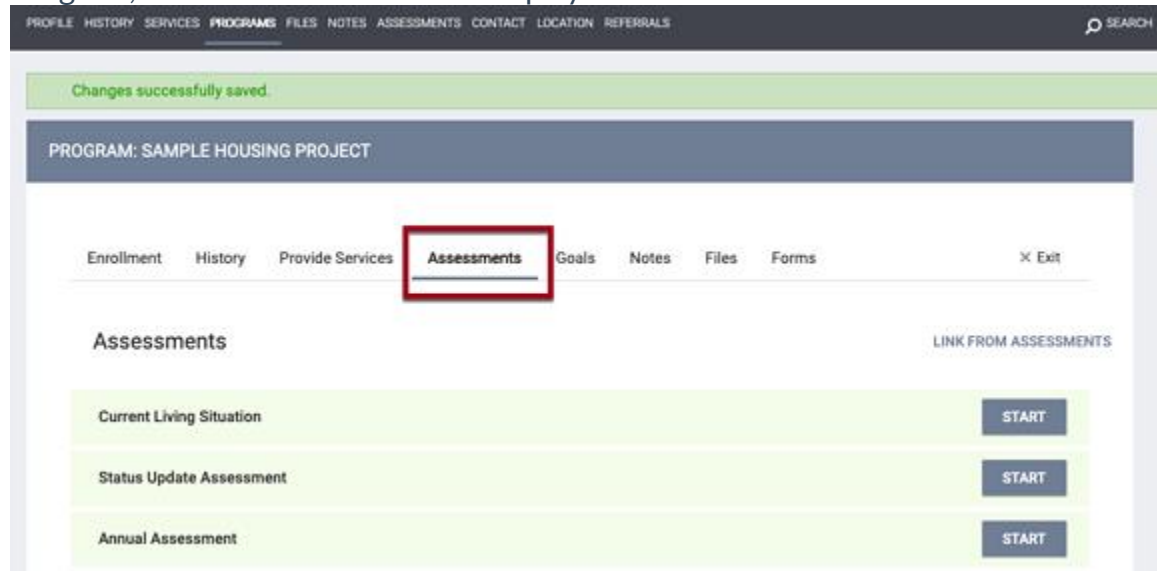 PROFILE HISTORY SERVICES PROGRAMS FILES NOTES ASSESSMENTS CONTACT LOCATION REFERRALS SEARCH
Changes successfully saved.
PROGRAM: SAMPLE HOUSING PROJECT
Enrollment History Provide Services Assessments Goals Notes Files Forms × Exit
Assessments LINK FROM ASSESSMENTS
Current Living Situation START
Status Update Assessment START
Annual Assessment START